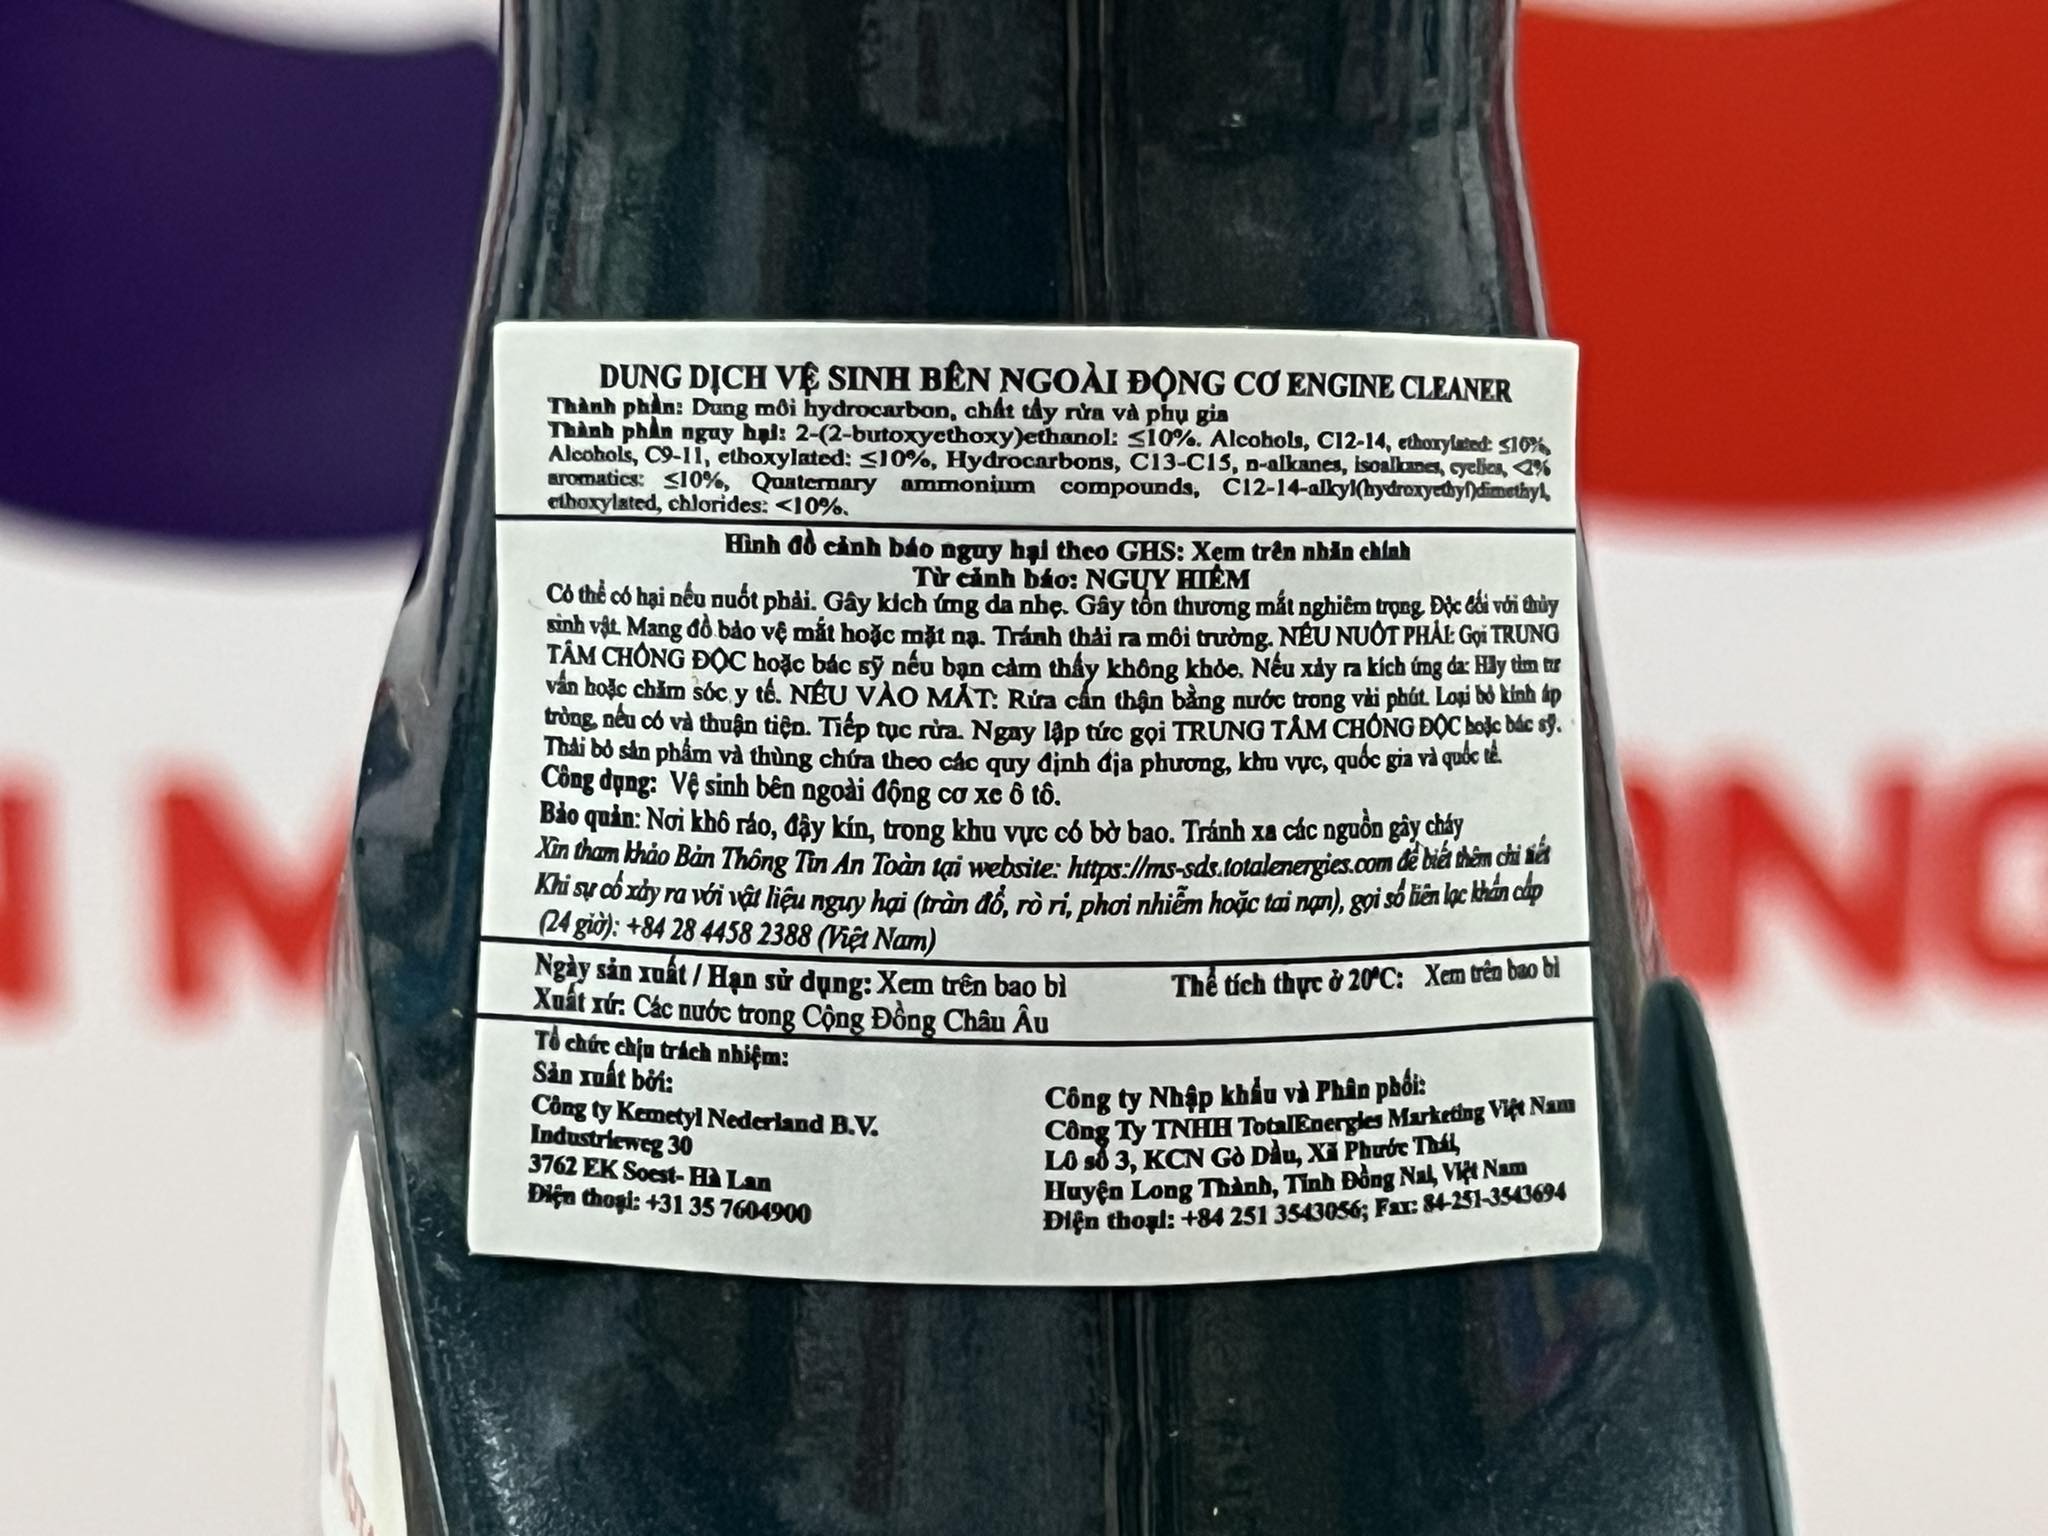 DUNG DỊCH VỆ SINH BÊN NGOÀI ĐỘNG CƠ ENGINE CLEANER
Thành phần: Dung môi hydrocarbon, chất tẩy rửa và phụ gia
Thành phần nguy hại: 2-(2-butoxyethoxy)ethanol: ≤10%. Alcohols, C12-14, ethoxylated: ≤10%,
Alcohols, C9-11, ethoxylated: ≤10%, Hydrocarbons, C13-C15, n-alkanes, isoalkanes, cyclics, <2%
aromatics: ≤10%, Quaternary ammonium compounds, C12-14-alkyl(hydroxyethyl)dimethyl,
ethoxylated, chlorides: <10%.
Hình đồ cảnh báo nguy hại theo GHS: Xem trên nhãn chính
Từ cảnh báo: NGUY HIỂM
Có thể có hại nếu nuốt phải. Gây kích ứng da nhẹ. Gây tổn thương mắt nghiêm trọng. Độc đối với thủy
sinh vật. Mang đồ bảo vệ mắt hoặc mặt nạ. Tránh thải ra môi trường. NẾU NUỐT PHẢI: Gọi TRUNG
TÂM CHỐNG ĐỘC hoặc bác sỹ nếu bạn cảm thấy không khỏe. Nếu xảy ra kích ứng da: Hãy tìm tư
vấn hoặc chăm sóc y tế. NẾU VÀO MẮT: Rửa cẩn thận bằng nước trong vài phút. Loại bỏ kính áp
tròng, nếu có và thuận tiện. Tiếp tục rửa. Ngay lập tức gọi TRUNG TÂM CHỐNG ĐỘC hoặc bác sỹ.
Thải bỏ sản phẩm và thùng chứa theo các quy định địa phương, khu vực, quốc gia và quốc tế.
Công dụng: Vệ sinh bên ngoài động cơ xe ô tô.
Bảo quản: Nơi khô ráo, đậy kín, trong khu vực có bờ bao. Tránh xa các nguồn gây cháy
Xin tham khảo Bản Thông Tin An Toàn tại website: https://ms-sds.totalenergies.com để biết thêm chi tiết
Khi sự cố xảy ra với vật liệu nguy hại (tràn đổ, rò rỉ, phơi nhiễm hoặc tai nạn), gọi số liên lạc khẩn cấp
(24 giờ): +84 28 4458 2388 (Việt Nam)
Ngày sản xuất / Hạn sử dụng: Xem trên bao bì Thể tích thực ở 20°C: Xem trên bao bì
Xuất xứ: Các nước trong Cộng Đồng Châu Âu
Tổ chức chịu trách nhiệm:
Sản xuất bởi:
Công ty Kemetyl Nederland B.V.
Industrieweg 30
3762 EK Soest- Hà Lan
Điện thoại: +31 35 7604900
Công ty Nhập khẩu và Phân phối:
Công Ty TNHH TotalEnergies Marketing Việt Nam
Lô số 3, KCN Gò Dầu, Xã Phước Thái,
Huyện Long Thành, Tỉnh Đồng Nai, Việt Nam
Điện thoại: +84 251 3543056; Fax: 84-251-3543694